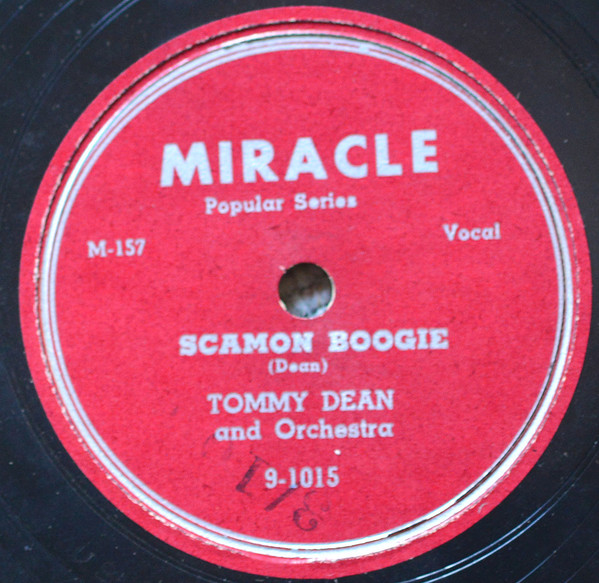 MIRACLE
Popular Series
M-157
Vocal
SCAMON BOOGIE
(Dean)
TOMMY DEAN
and Orchestra
9-1015